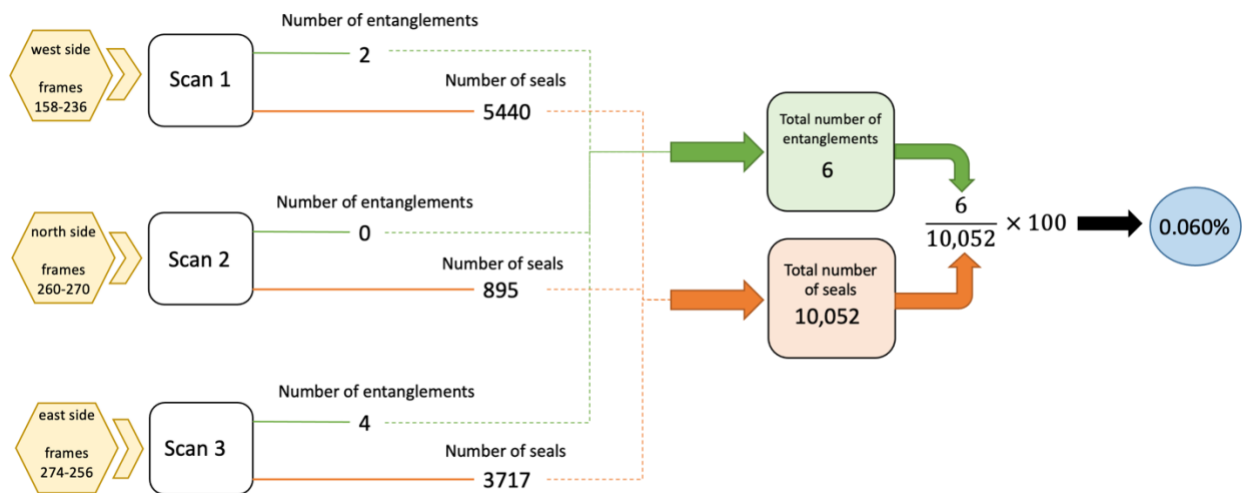 Number of entanglements
west side
frames
158-236
Scan 1
2
Number of seals
5440
Number of entanglements
north side
frames
260-270
Scan 2
0
Number of seals
895
Number of entanglements
east side
frames
274-256
Scan 3
4
Number of seals
3717
Total number of
entanglements
6
Total number
of seals
10,052
6
10,052
× 100
0.060%